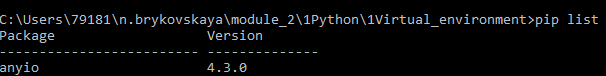 C:\Users\79181\n.brykovskaya\module_2\1Python\1Virtual_environment>pip list
Package                 Version
----------------------- --------------
anyio                   4.3.0